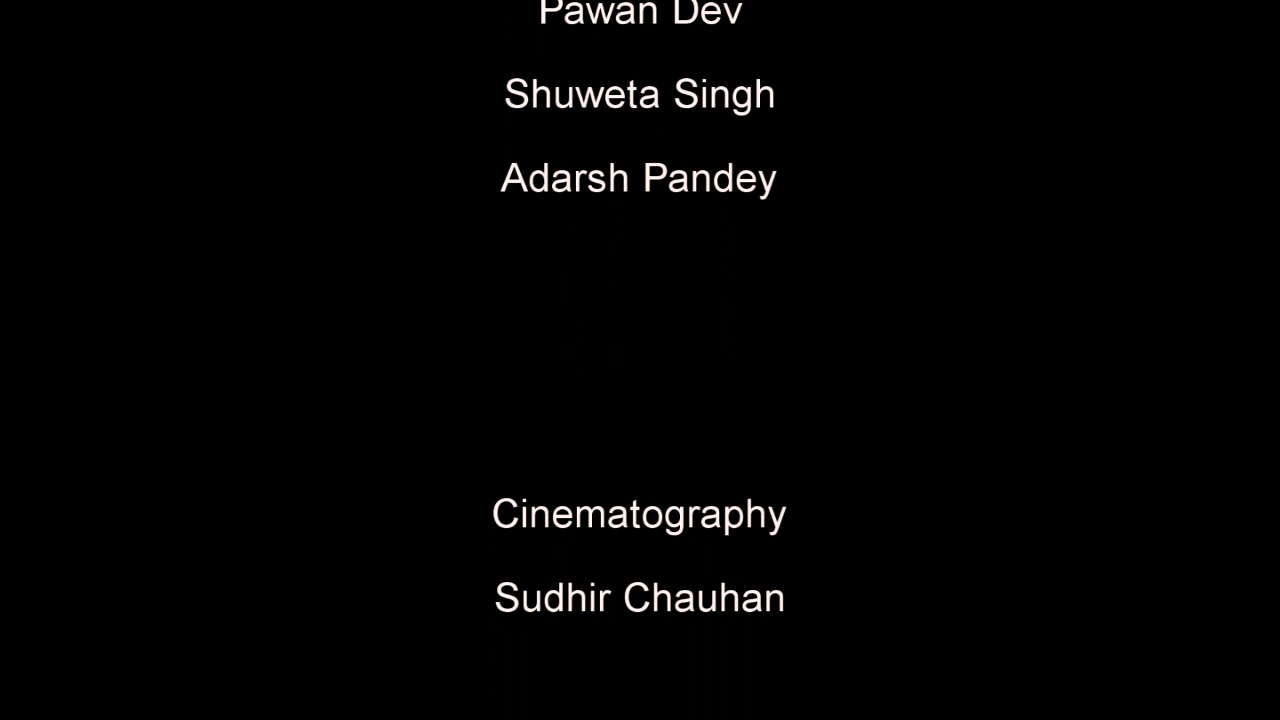 Pawan Dev
Shuweta Singh
Adarsh Pandey
Cinematography
Sudhir Chauhan